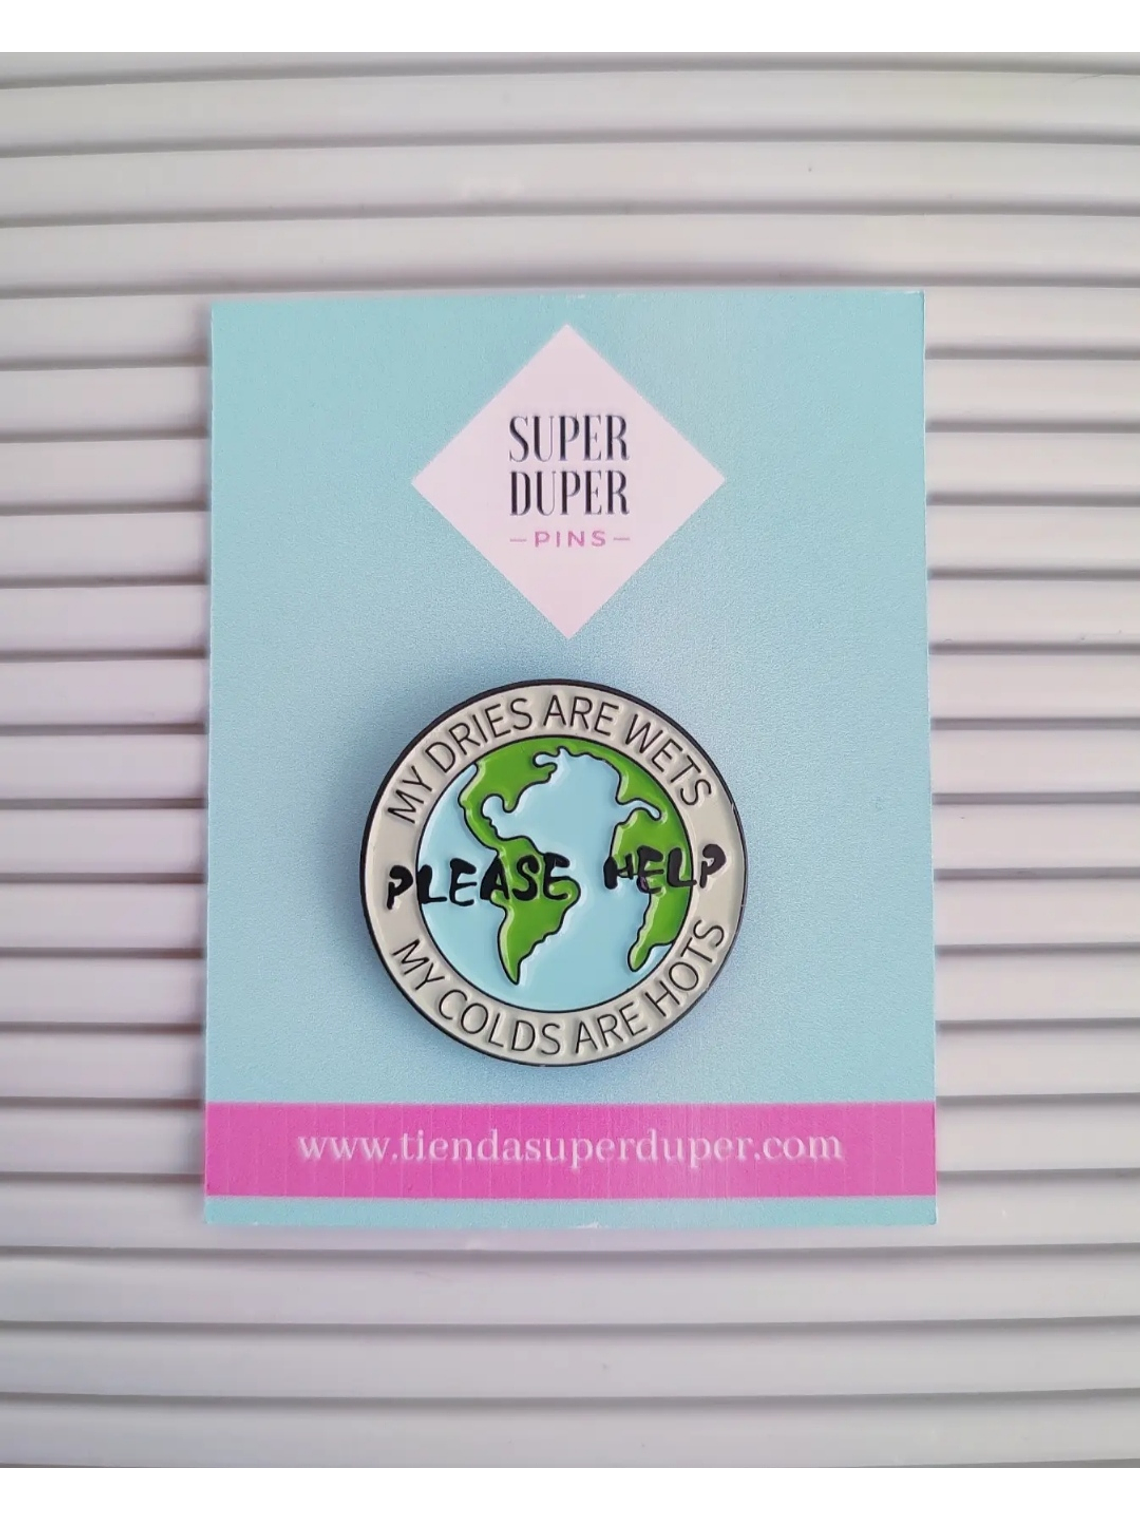 SUPER
DUPER
-PINS-
MY DRIES ARE WETS
PLEASE HELP
MY COLDS ARE HOTS
www.tiendasuperduper.com